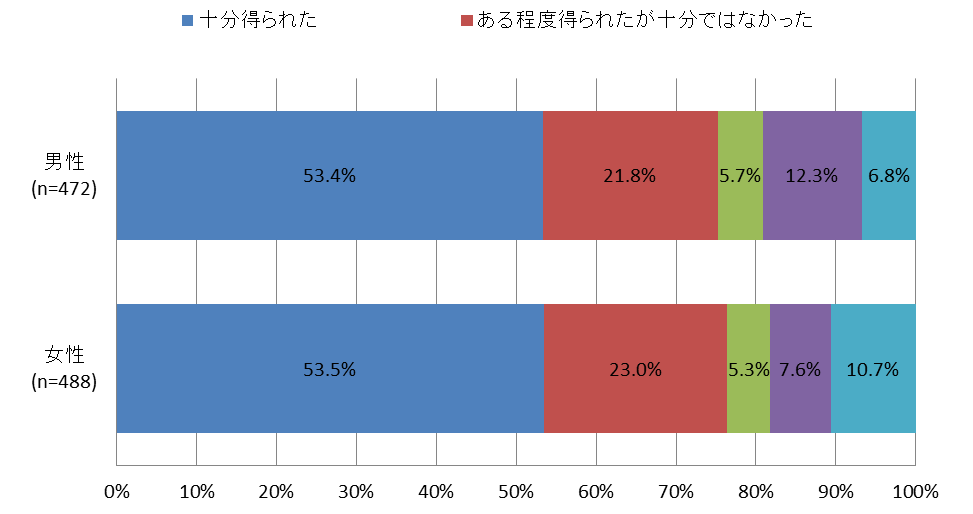 十分得られた ある程度得られたが十分ではなかった
男性
(n=472)
53.4% 21.8% 5.7% 12.3% 6.8%
女性
(n=488)
53.5% 23.0% 5.3% 7.6% 10.7%
0% 10% 20% 30% 40% 50% 60% 70% 80% 90% 100%